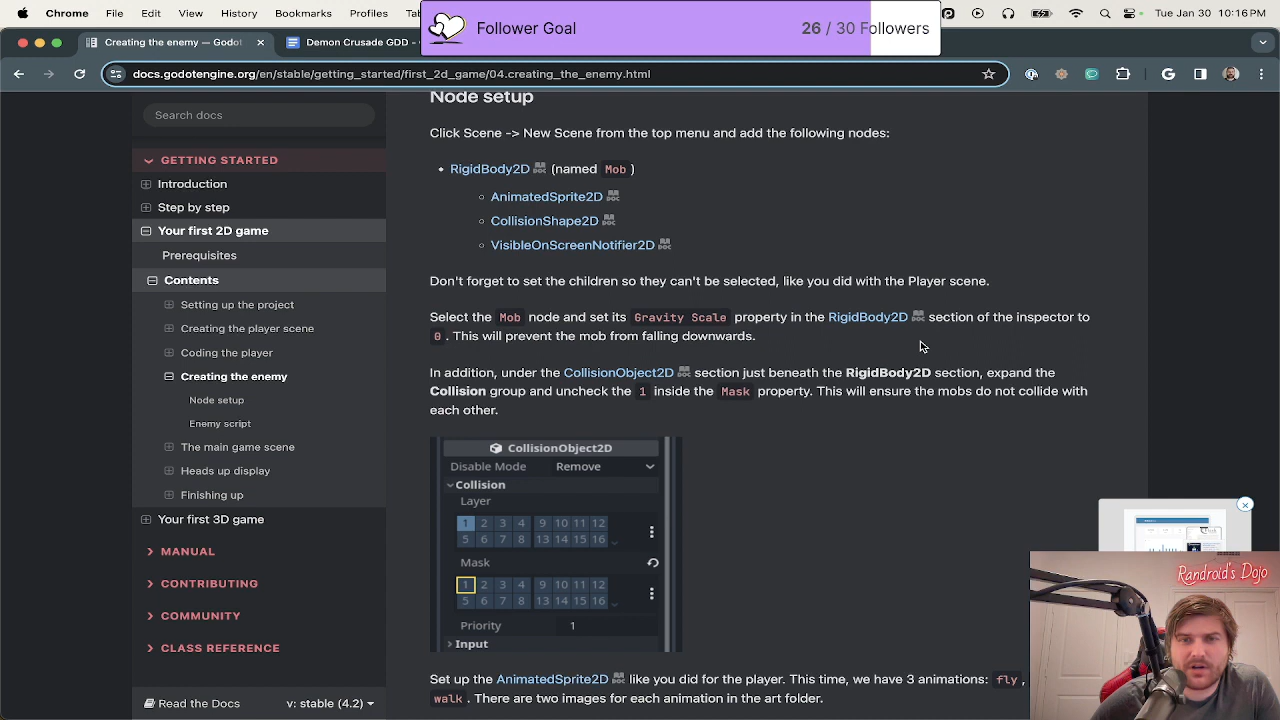 Follower Goal
26 / 30 Followers
Tue 30 Apr 10:16 PM
Creating the enemy — Godot
Demon Crusade GDD -
docs.godotengine.org/en/stable/getting_started/first_2d_game/04.creating_the_enemy.html
Search docs
GETTING STARTED
Introduction
Step by step
Your first 2D game
Prerequisites
Contents
Setting up the project
Creating the player scene
Coding the player
Creating the enemy
Node setup
Enemy script
The main game scene
Heads up display
Finishing up
Your first 3D game
MANUAL
CONTRIBUTING
COMMUNITY
CLASS REFERENCE
Read the Docs
v: stable (4.2)
Node setup
Click Scene -> New Scene from the top menu and add the following nodes:
RigidBody2D (named Mob )
AnimatedSprite2D
CollisionShape2D
VisibleOnScreenNotifier2D
Don't forget to set the children so they can't be selected, like you did with the Player scene.
Select the Mob node and set its Gravity Scale property in the RigidBody2D section of the inspector to
0 . This will prevent the mob from falling downwards.
In addition, under the CollisionObject2D section just beneath the RigidBody2D section, expand the
Collision group and uncheck the 1 inside the Mask property. This will ensure the mobs do not collide with
each other.
CollisionObject2D
Disable Mode Remove
Collision
Layer
1 2 3 4 9 10 11 12
5 6 7 8 13 14 15 16
Mask
1 2 3 4 9 10 11 12
5 6 7 8 13 14 15 16
Priority 1
Input
Set up the AnimatedSprite2D like you did for the player. This time, we have 3 animations: fly ,
walk . There are two images for each animation in the art folder.
Randroid's Dojo